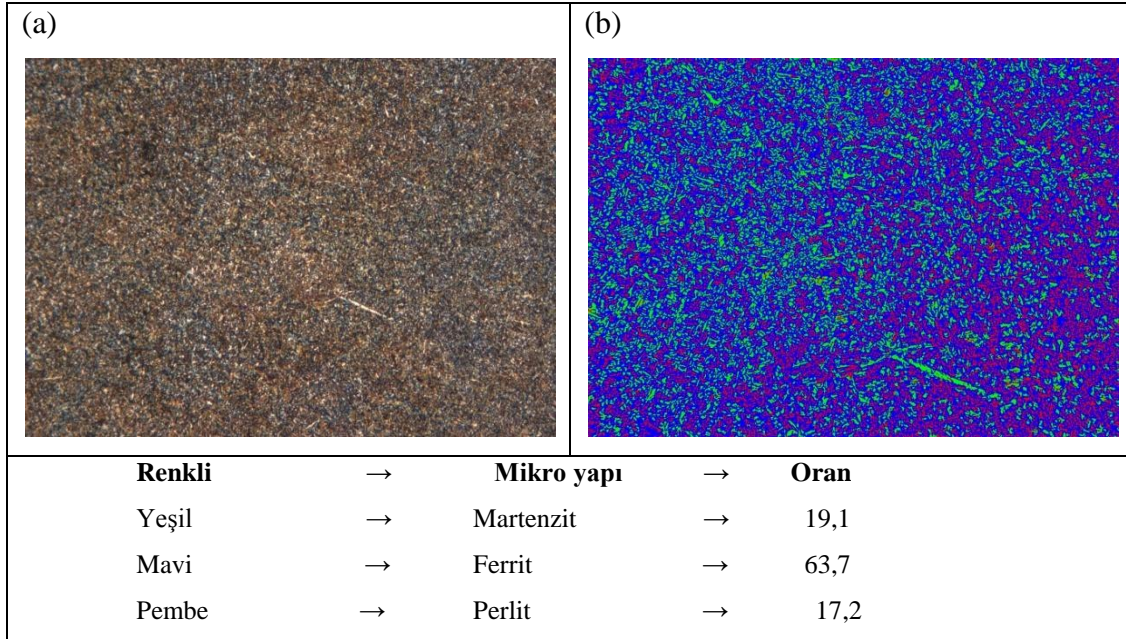 (a) (b)
Renkli → Mikro yapı → Oran
Yeşil → Martenzit → 19,1
Mavi → Ferrit → 63,7
Pembe → Perlit → 17,2